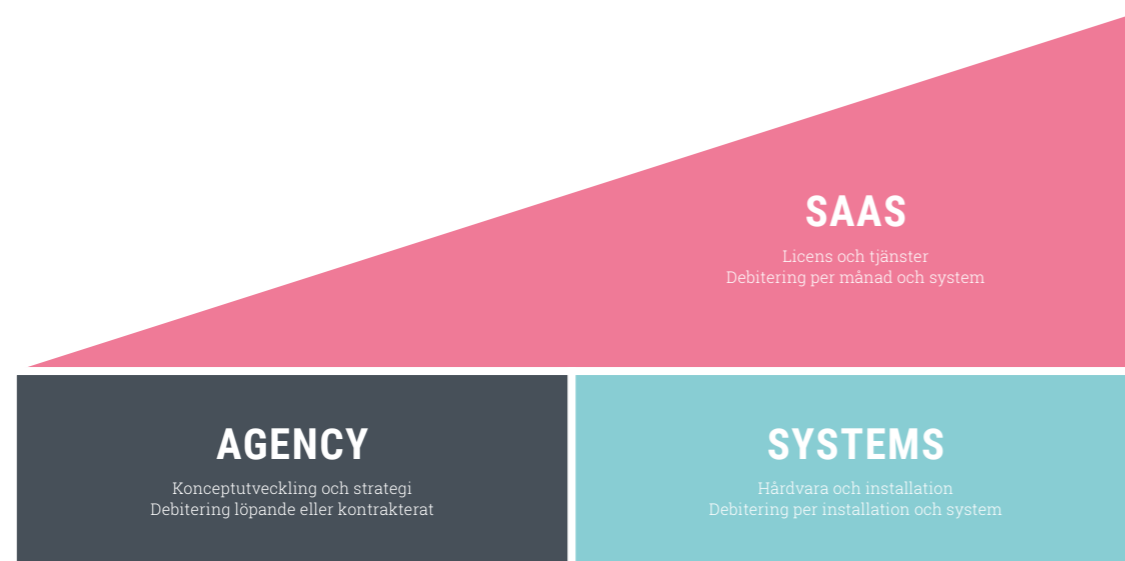 SAAS
Licens och tjänster
Debitering per månad och system
AGENCY
Konceptutveckling och strategi
Debitering löpande eller kontrakterat
SYSTEMS
Hårdvara och installation
Debitering per installation och system